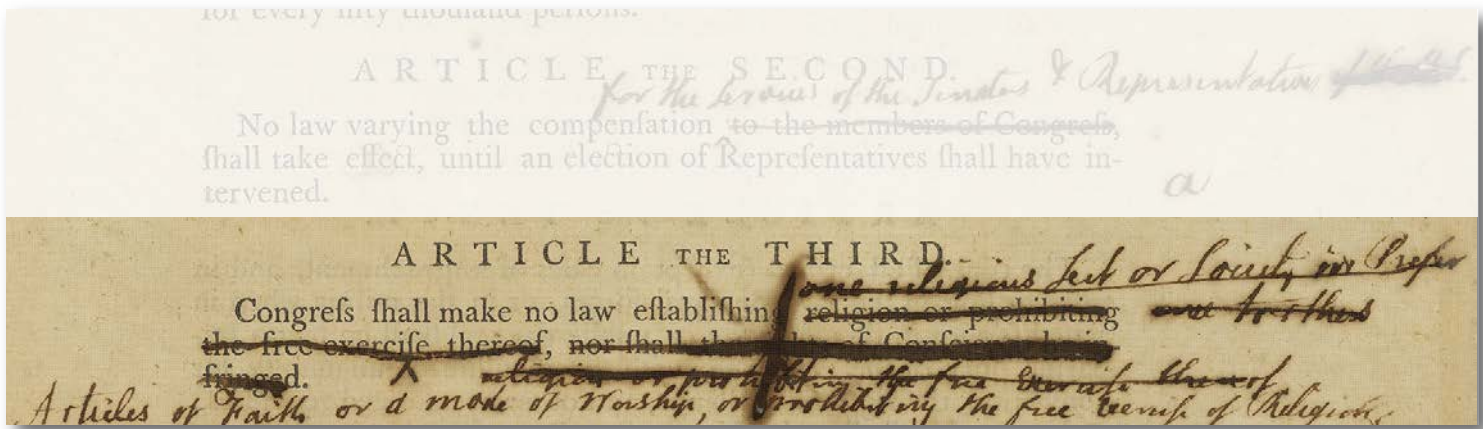 for every fifty thousand persons.
ARTICLE THE SECOND.
for the service of the Senate & Representatives
No law varying the compenſation to the members of Congreſs,
ſhall take effect, until an election of Repreſentatives ſhall have in-
tervened.
a
ARTICLE THE THIRD.
one religious Sect or Society in Prefer
Congreſs ſhall make no law eſtabliſhing religion or prohibiting
the free exerciſe thereof, nor ſhall the rights of Conſcience be in-
fringed.
religion or prohibiting the free Exercise thereof
Articles of Faith or a mode of Worship, or prohibiting the free exercise of Religion,